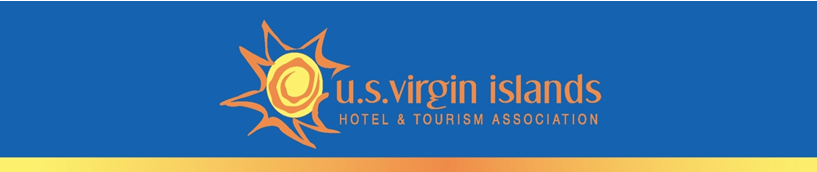 u.s.virgin islands
HOTEL & TOURISM ASSOCIATION